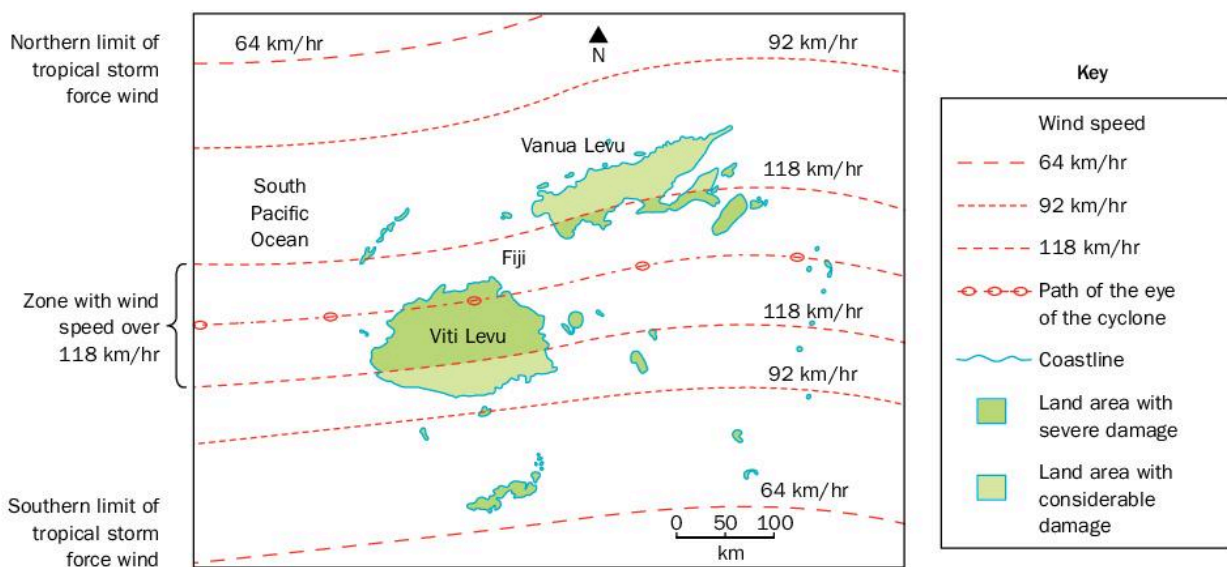 Northern limit of
tropical storm
force wind
64 km/hr
N
92 km/hr
Vanua Levu
118 km/hr
South
Pacific
Ocean
Fiji
Zone with wind
speed over
118 km/hr
Viti Levu
118 km/hr
92 km/hr
Southern limit of
tropical storm
force wind
64 km/hr
0 50 100
km
Key
Wind speed
64 km/hr
92 km/hr
118 km/hr
Path of the eye
of the cyclone
Coastline
Land area with
severe damage
Land area with
considerable
damage